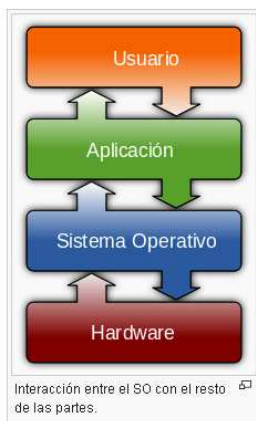 Usuario
Aplicación
Sistema Operativo
Hardware
Interacción entre el SO con el resto
de las partes.